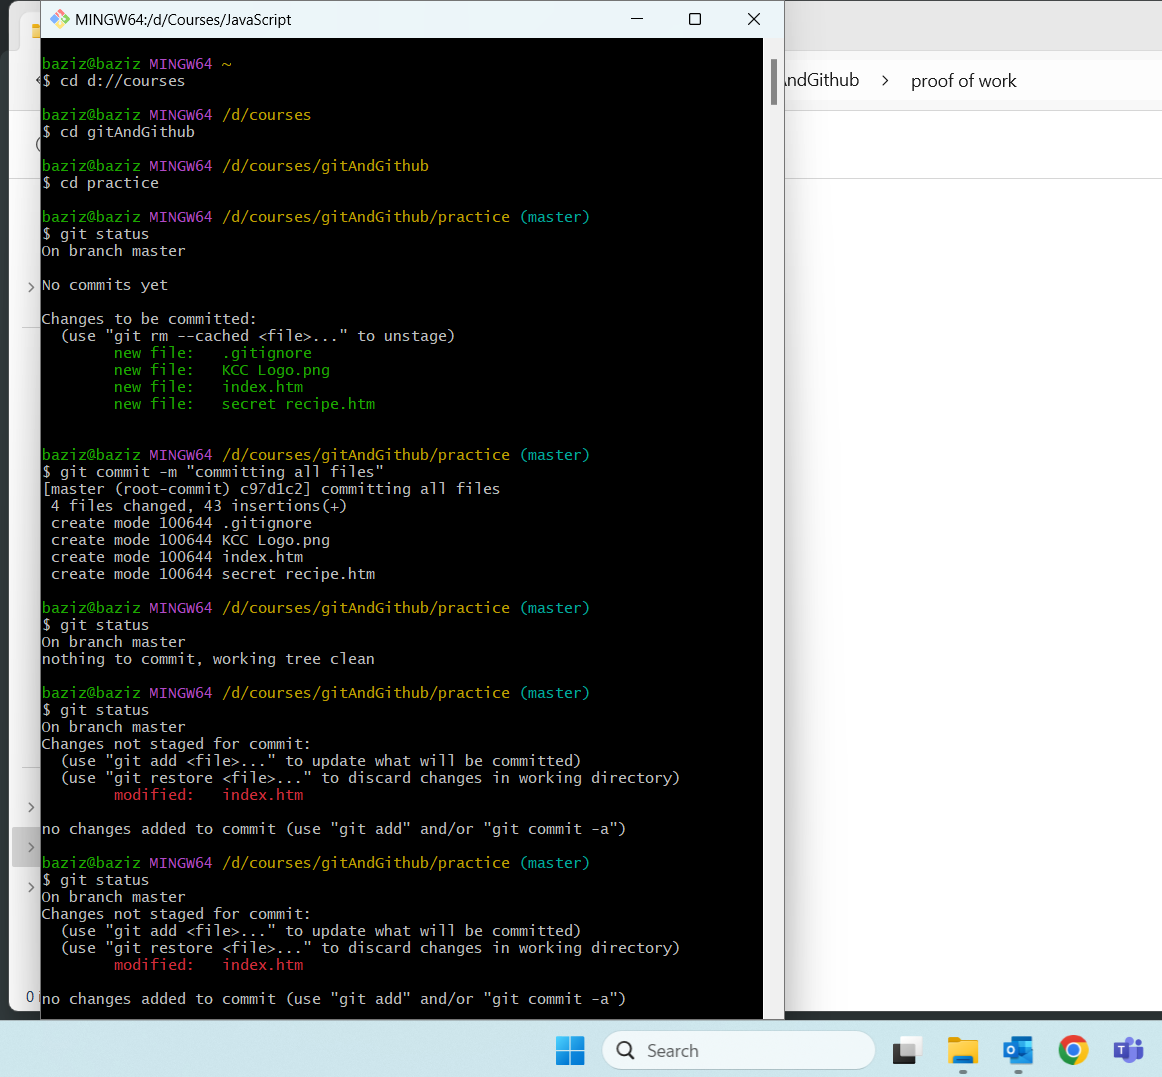 MINGW64:/d/Courses/JavaScript
AndGithub > proof of work
baziz@baziz MINGW64 ~
$ cd d://courses
baziz@baziz MINGW64 /d/courses
$ cd gitAndGithub
baziz@baziz MINGW64 /d/courses/gitAndGithub
$ cd practice
baziz@baziz MINGW64 /d/courses/gitAndGithub/practice (master)
$ git status
On branch master
No commits yet
Changes to be committed:
(use "git rm --cached <file>..." to unstage)
new file: .gitignore
new file: KCC Logo.png
new file: index.htm
new file: secret recipe.htm
baziz@baziz MINGW64 /d/courses/gitAndGithub/practice (master)
$ git commit -m "committing all files"
[master (root-commit) c97d1c2] committing all files
4 files changed, 43 insertions(+)
create mode 100644 .gitignore
create mode 100644 KCC Logo.png
create mode 100644 index.htm
create mode 100644 secret recipe.htm
baziz@baziz MINGW64 /d/courses/gitAndGithub/practice (master)
$ git status
On branch master
nothing to commit, working tree clean
baziz@baziz MINGW64 /d/courses/gitAndGithub/practice (master)
$ git status
On branch master
Changes not staged for commit:
(use "git add <file>..." to update what will be committed)
(use "git restore <file>..." to discard changes in working directory)
modified: index.htm
no changes added to commit (use "git add" and/or "git commit -a")
baziz@baziz MINGW64 /d/courses/gitAndGithub/practice (master)
$ git status
On branch master
Changes not staged for commit:
(use "git add <file>..." to update what will be committed)
(use "git restore <file>..." to discard changes in working directory)
modified: index.htm
0
no changes added to commit (use "git add" and/or "git commit -a")
Search